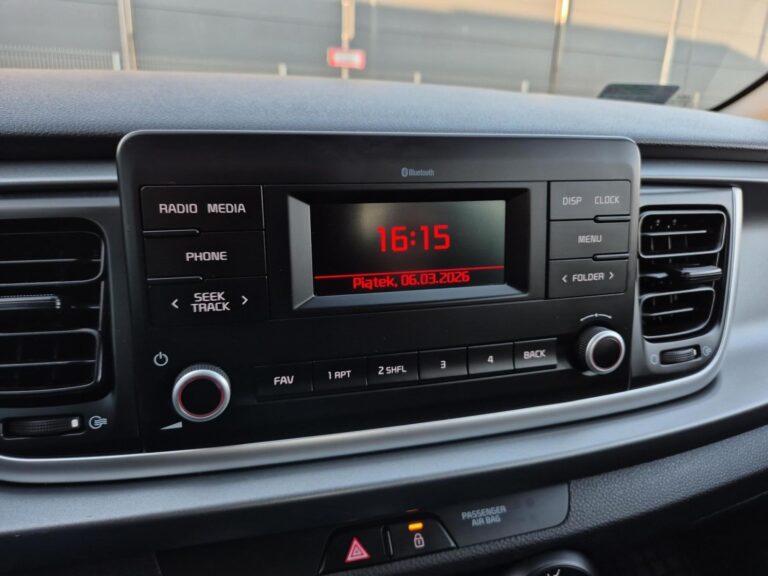 Bluetooth
RADIO MEDIA
PHONE
< SEEK TRACK >
16:15
Piątek, 06.03.2026
DISP CLOCK
MENU
< FOLDER >
FAV
1 RPT
2 SHFL
3
4
BACK
PASSENGER
AIR BAG